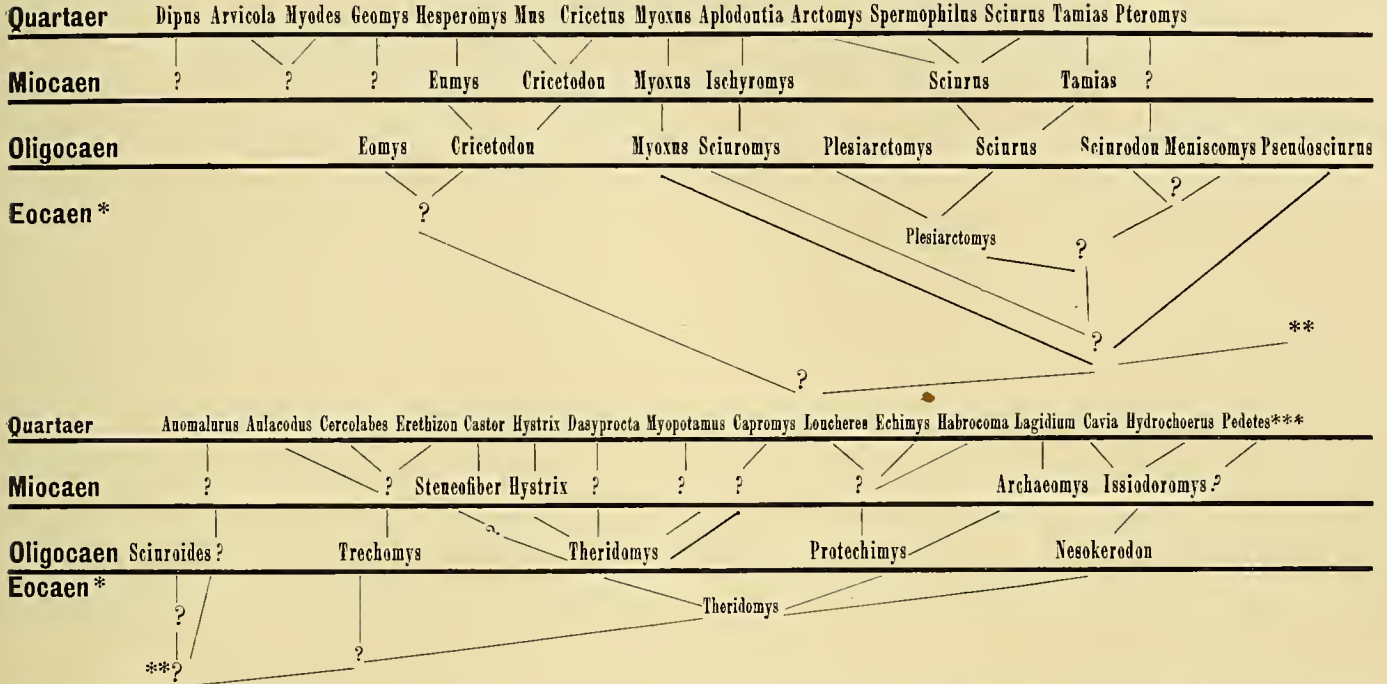 Quartaer Dipus Arvicola Myodes Geomys Hesperomys Mus Cricetus Myoxus Aplodontia Arctomys Spermophilus Sciurus Tamias Pteromys
Miocaen ? ? ? Eumys Cricetodon Myoxus Ischyromys Sciurus Tamias ?
Oligocaen Eomys Cricetodon Myoxus Sciuromys Plesiarctomys Sciurus Sciurodon Meniscomys Pseudosciurus
Eocaen * ? ?
Plesiarctomys ?
? **
?
Quartaer Anomalurus Aulacodus Cercolabes Erethizon Castor Hystrix Dasyprocta Myopotamus Capromys Loncheres Echimys Habrocoma Lagidium Cavia Hydrochoerus Pedetes***
Miocaen ? ? Steneofiber Hystrix ? ? ? ? Archaeomys Issiodoromys ?
?
Oligocaen Sciuroides ? Trechomys Theridomys Protechimys Nesokerodon
Eocaen *
? Theridomys
**? ?